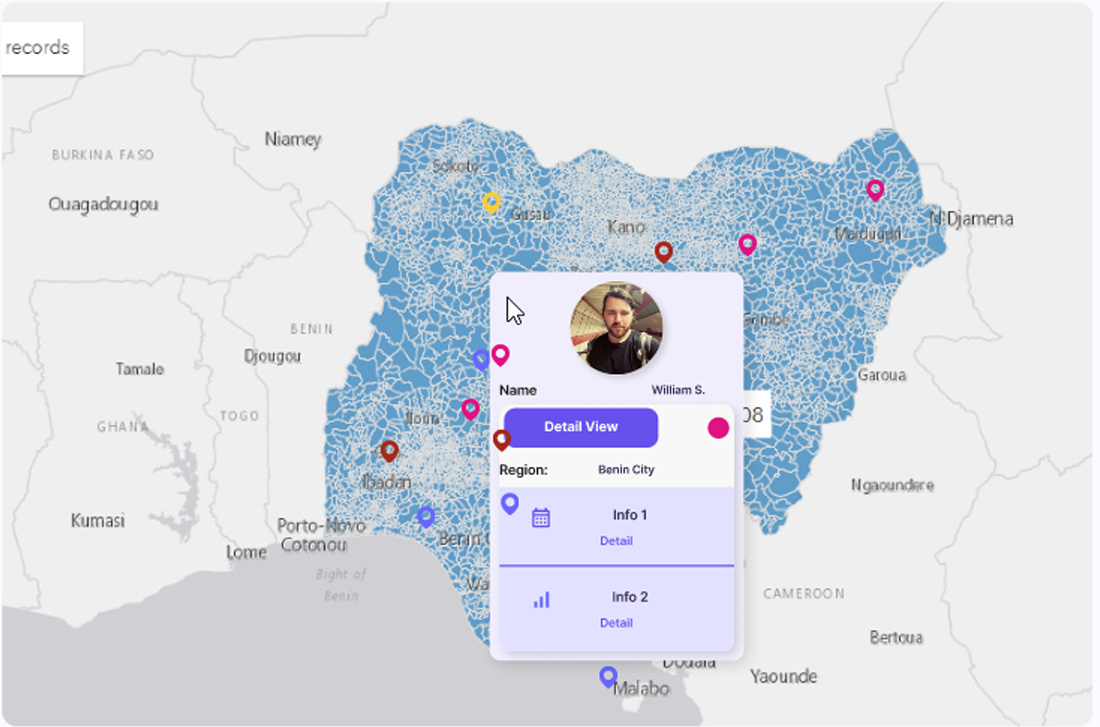 records
Niamey
BURKINA FASO
Sokoto
Ouagadougou
Gusau
N'Djamena
Kano
Maiduguri
Gombe
BENIN
Djougou
Tamale
Garoua
Name
William S.
TOGO
Ilorin
GHANA
08
Detail View
Region:
Benin City
Ibadan
Ngaoundere
Kumasi
Info 1
Porto-Novo
Cotonou
Benin C
Detail
Lome
Bight of
Benin
Wa
CAMEROON
Info 2
Detail
Bertoua
Douala
Yaounde
Malabo